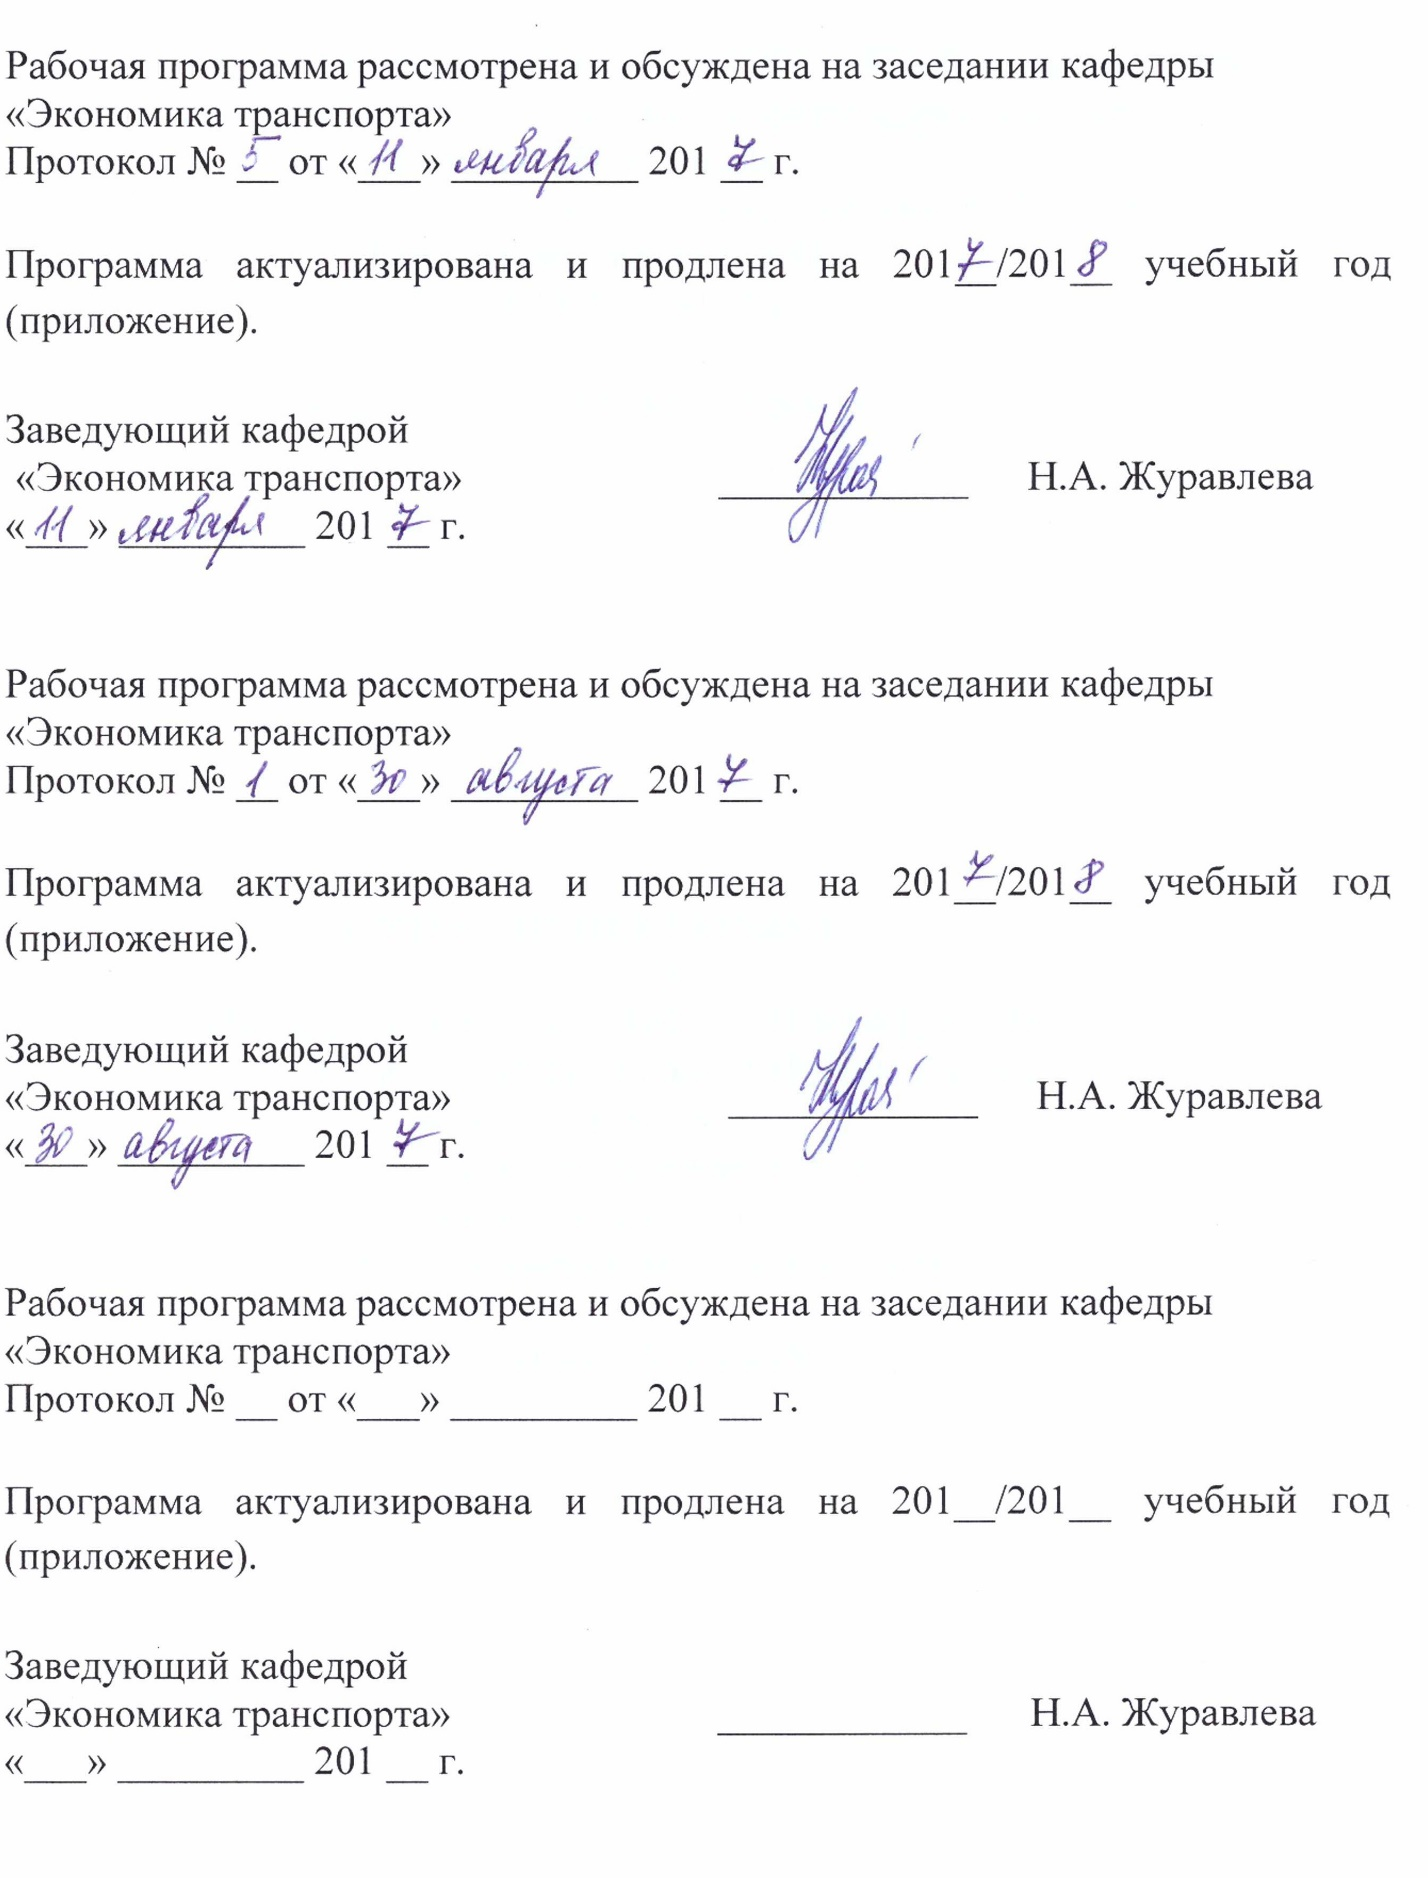 Рабочая программа рассмотрена и обсуждена на заседании кафедры
«Экономика транспорта»
Протокол № 5 от «11» января 2017 г.
Программа актуализирована и продлена на 2017/2018 учебный год
(приложение).
Заведующий кафедрой
«Экономика транспорта» Н.А. Журавлева
«11» января 2017 г.
Рабочая программа рассмотрена и обсуждена на заседании кафедры
«Экономика транспорта»
Протокол № 1 от «30» августа 2017 г.
Программа актуализирована и продлена на 2017/2018 учебный год
(приложение).
Заведующий кафедрой
«Экономика транспорта» Н.А. Журавлева
«30» августа 2017 г.
Рабочая программа рассмотрена и обсуждена на заседании кафедры
«Экономика транспорта»
Протокол № __ от «___» _________ 201 __ г.
Программа актуализирована и продлена на 201__/201__ учебный год
(приложение).
Заведующий кафедрой
«Экономика транспорта» ____________ Н.А. Журавлева
«___» _________ 201 __ г.